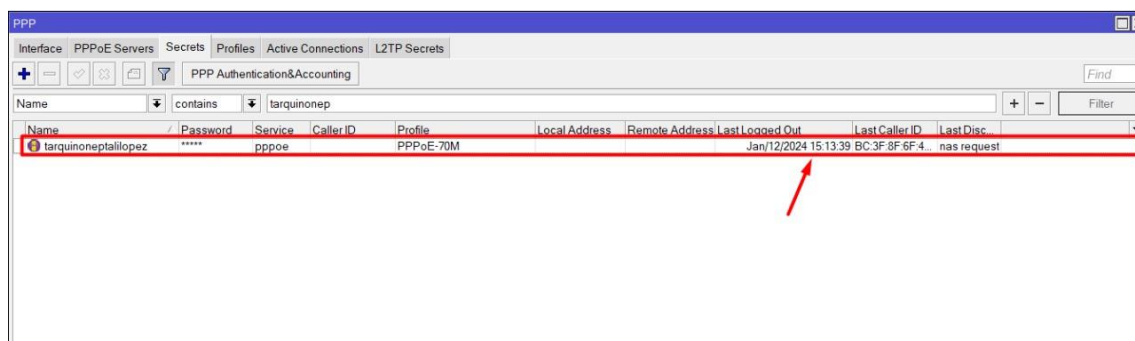 PPP
Interface PPPoE Servers Secrets Profiles Active Connections L2TP Secrets
PPP Authentication&Accounting Find
Name contains tarquinonep Filter
Name Password Service Caller ID Profile Local Address Remote Address Last Logged Out Last Caller ID Last Disc...
tarquinoneptalilopez ***** pppoe PPPoE-70M Jan/12/2024 15:13:39 BC:3F:8F:6F:4... nas request